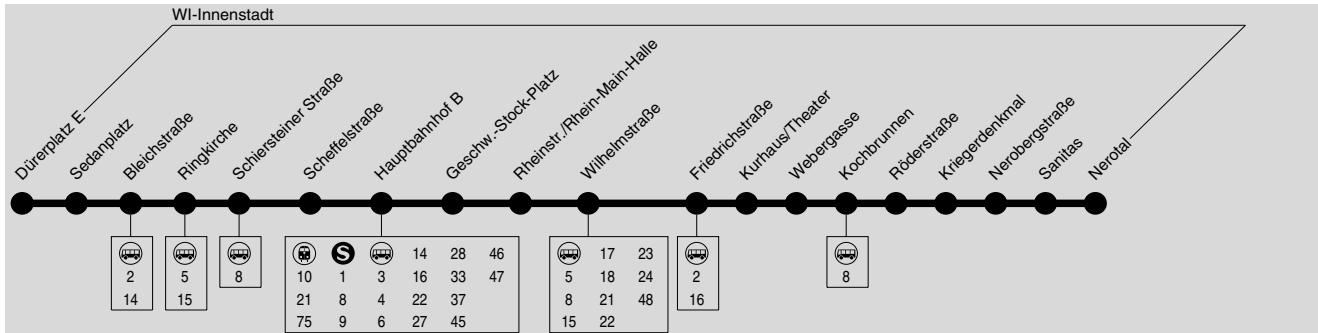 WI-Innenstadt
Dürerplatz E
Sedanplatz
Bleichstraße
Ringkirche
Schiersteiner Straße
Scheffelstraße
Hauptbahnhof B
Geschw.-Stock-Platz
Rheinstr./Rhein-Main-Halle
Wilhelmstraße
Friedrichstraße
Kurhaus/Theater
Webergasse
Kochbrunnen
Röderstraße
Kriegerdenkmal
Nerobergstraße
Sanitas
Nerotal
2
14
5
15
8
S 14 28 46
10 1 3 16 33 47
21 8 4 22 37
75 9 6 27 45
17 23
5 18 24
8 21 48
15 22
2
16
8